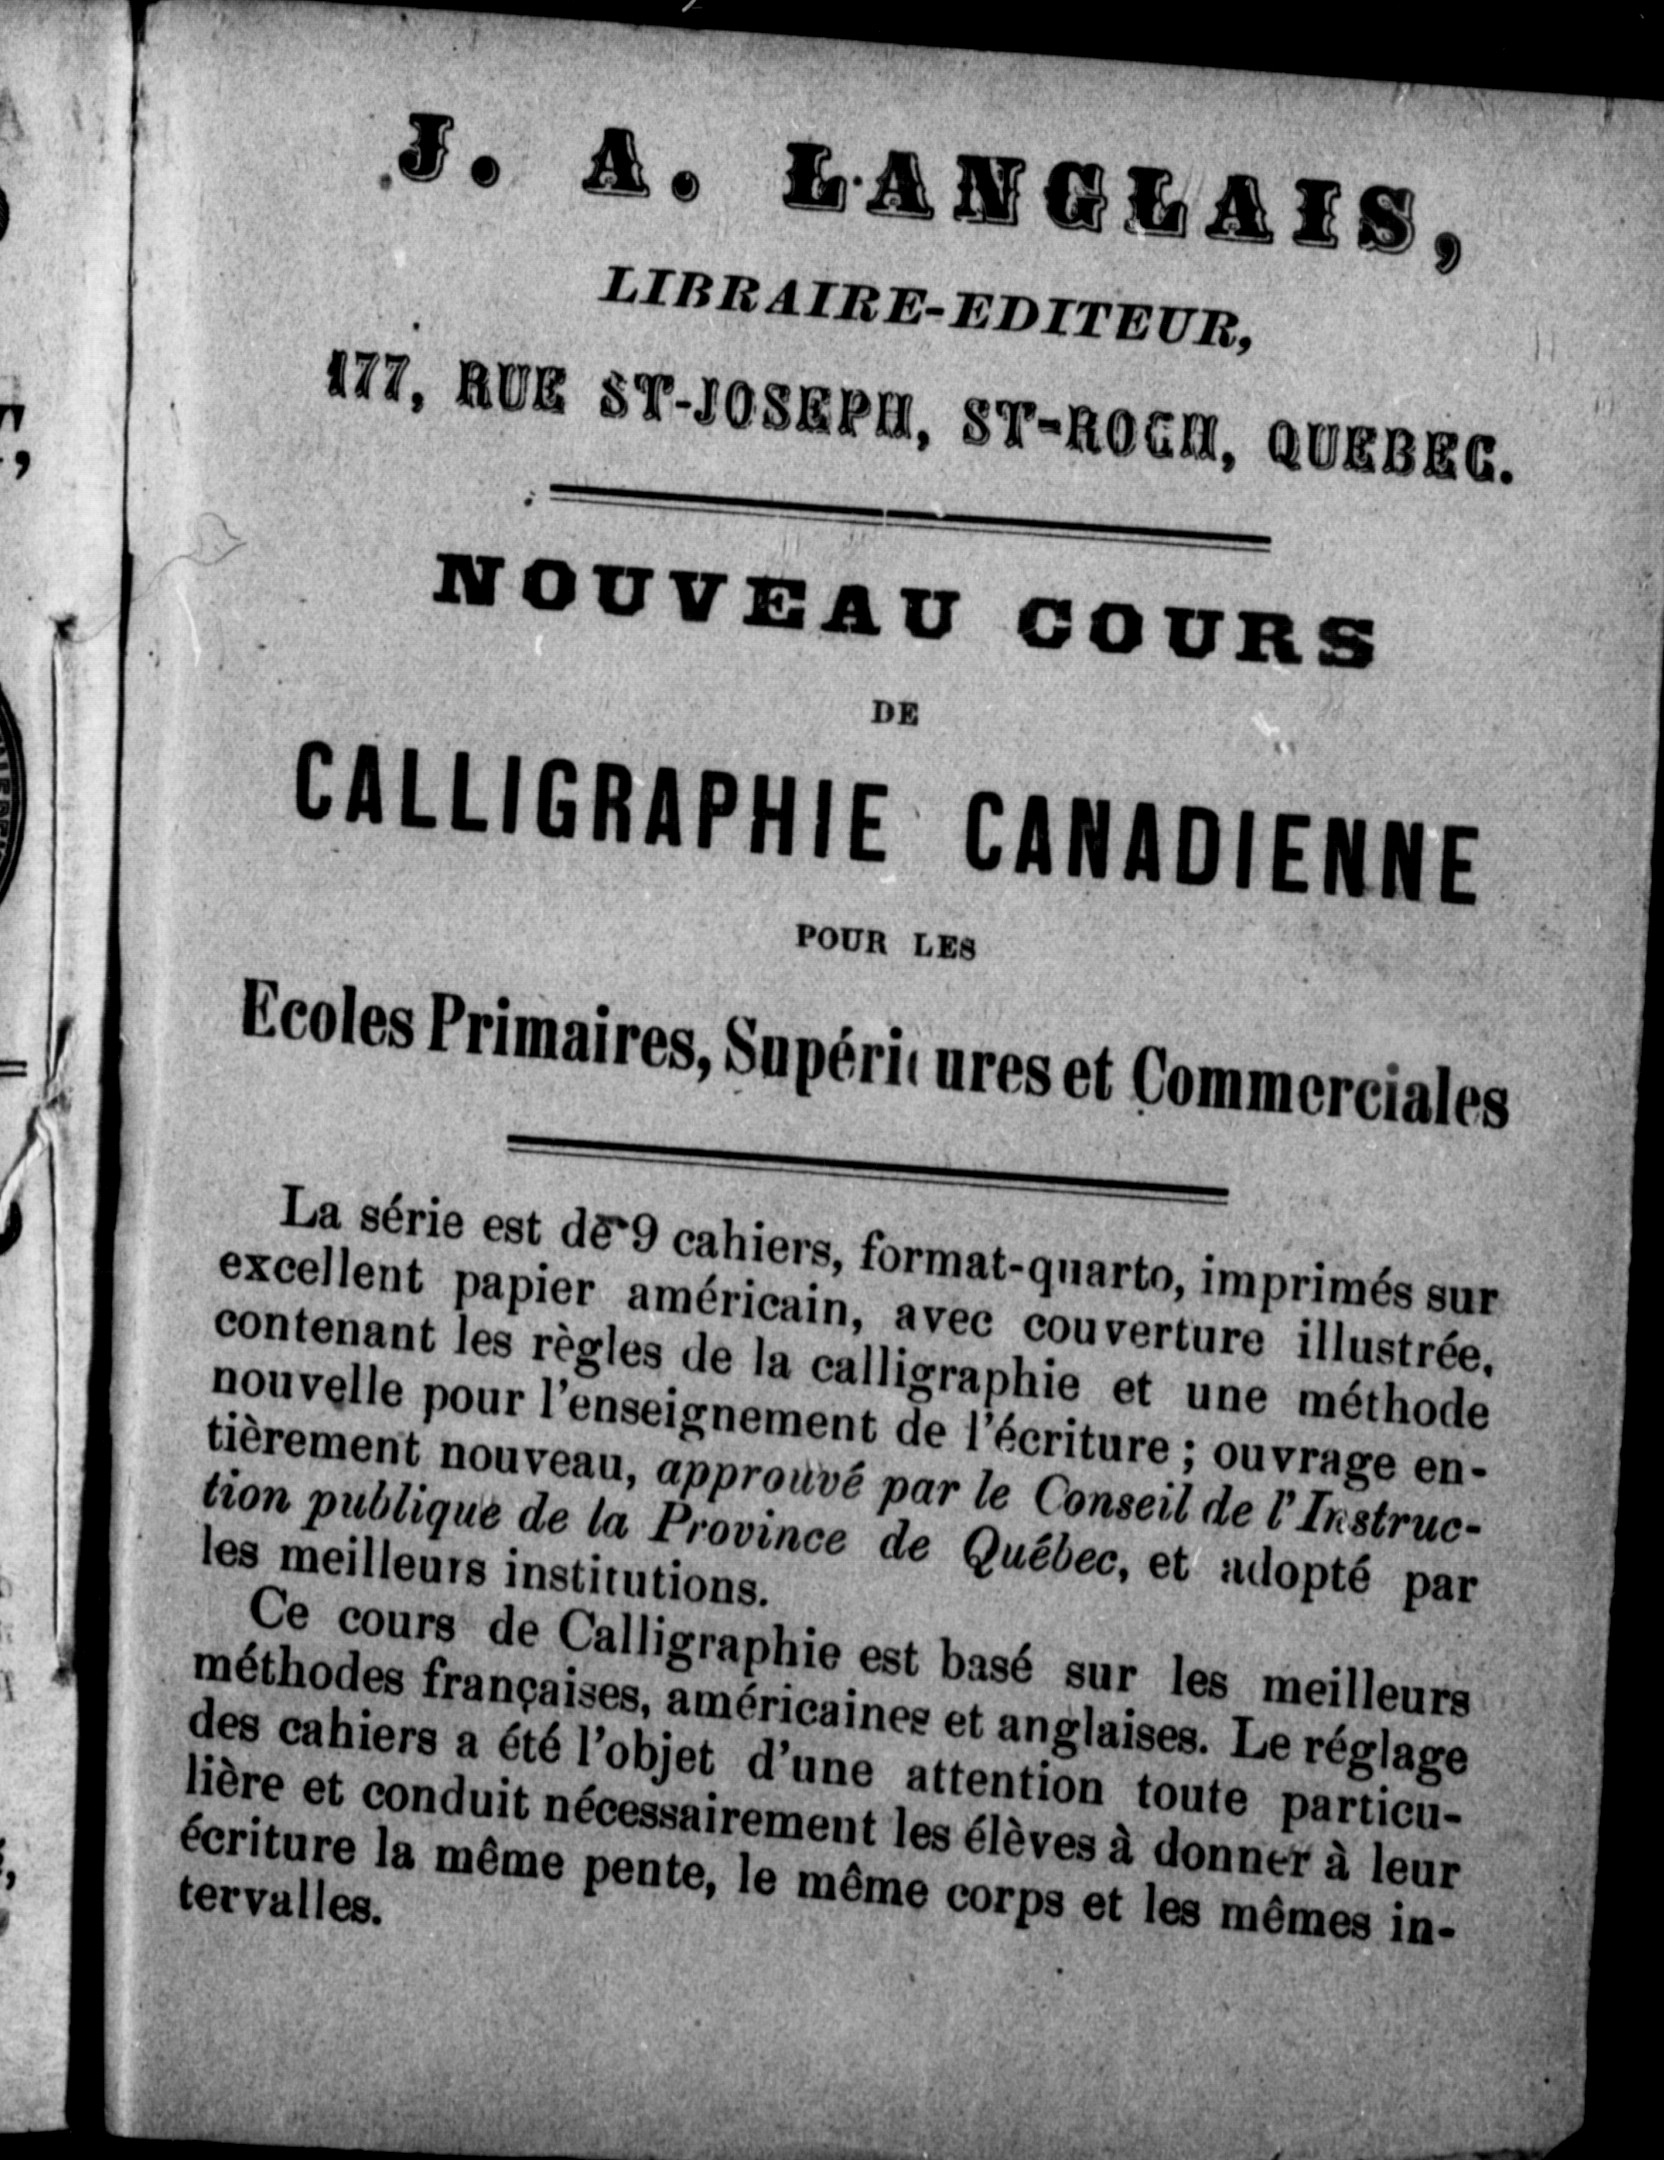 J. A. LANGLAIS,
LIBRAIRE-EDITEUR,
177, RUE ST-JOSEPH, ST-ROCH, QUEBEC.
NOUVEAU COURS
DE
CALLIGRAPHIE CANADIENNE
POUR LES
Ecoles Primaires, Supérieures et Commerciales
La série est de 9 cahiers, format-quarto, imprimés sur
excellent papier américain, avec couverture illustrée,
contenant les règles de la calligraphie et une méthode
nouvelle pour l'enseignement de l'écriture ; ouvrage en-
tièrement nouveau, approuvé par le Conseil de l'Instruc-
tion publique de la Province de Québec, et adopté par
les meilleurs institutions.
Ce cours de Calligraphie est basé sur les meilleurs
méthodes françaises, américaines et anglaises. Le réglage
des cahiers a été l'objet d'une attention toute particu-
lière et conduit nécessairement les élèves à donner à leur
écriture la même pente, le même corps et les mêmes in-
tervalles.